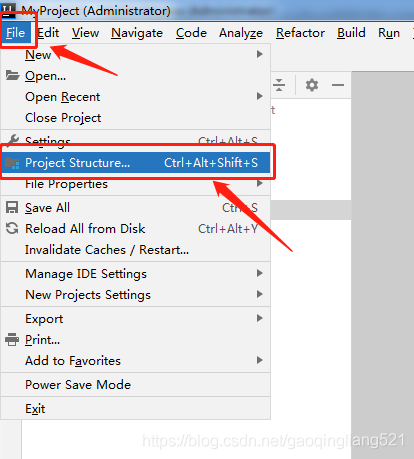 MyProject (Administrator)
File Edit View Navigate Code Analyze Refactor Build Run
New
Open...
Open Recent
Close Project
Settings... Ctrl+Alt+S
Project Structure... Ctrl+Alt+Shift+S
File Properties
Save All Ctrl+S
Reload All from Disk Ctrl+Alt+Y
Invalidate Caches / Restart...
Manage IDE Settings
New Projects Settings
Export
Print...
Add to Favorites
Power Save Mode
Exit
https://blog.csdn.net/gaoqingliang521